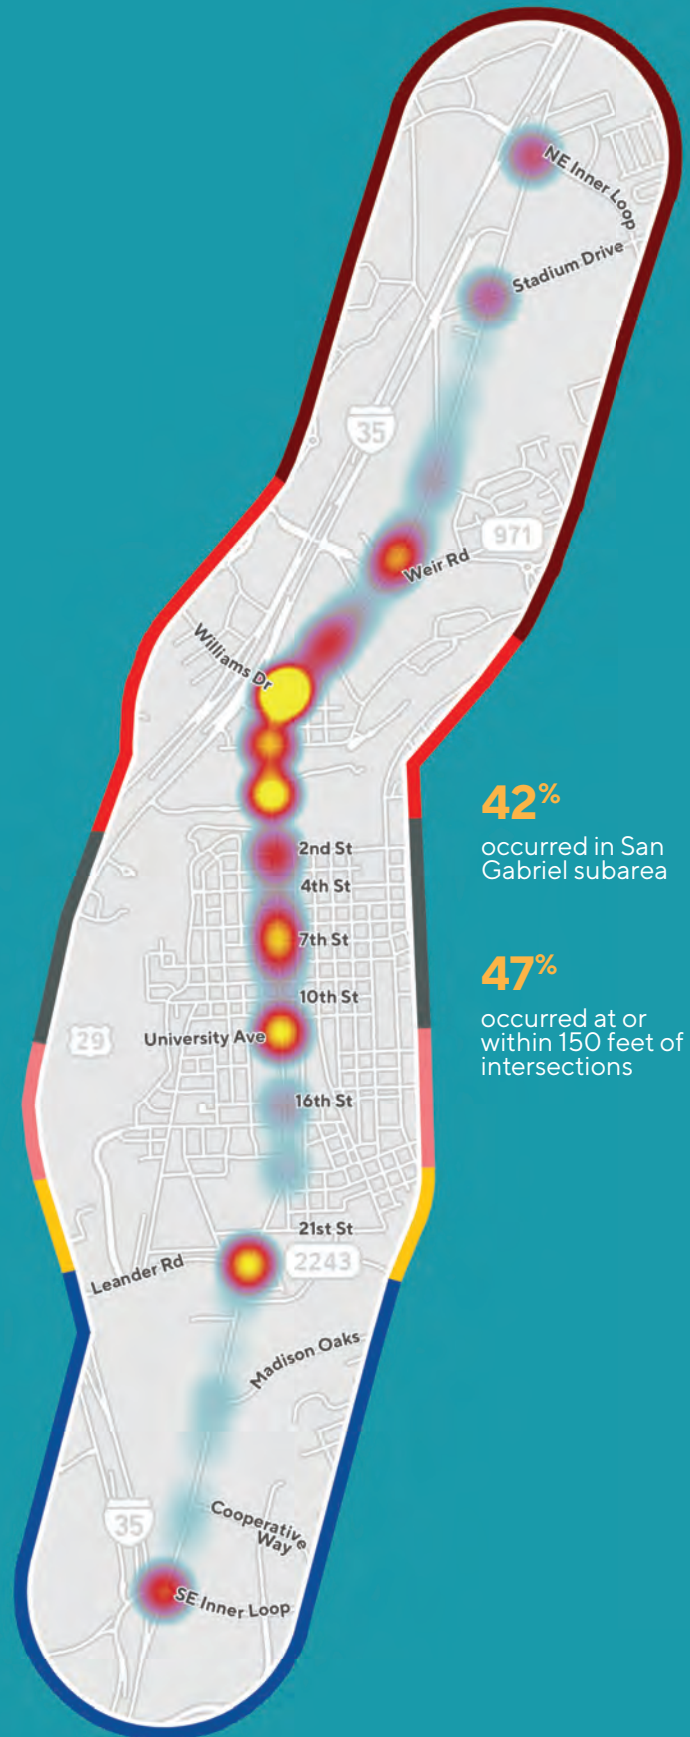 NE Inner Loop
Stadium Drive
35
971
Weir Rd
Williams Dr
42%
occurred in San
Gabriel subarea
2nd St
4th St
7th St
47%
occurred at or
within 150 feet of
intersections
10th St
29
University Ave
16th St
21st St
2243
Leander Rd
Madison Oaks
35
Cooperative
Way
SE Inner Loop